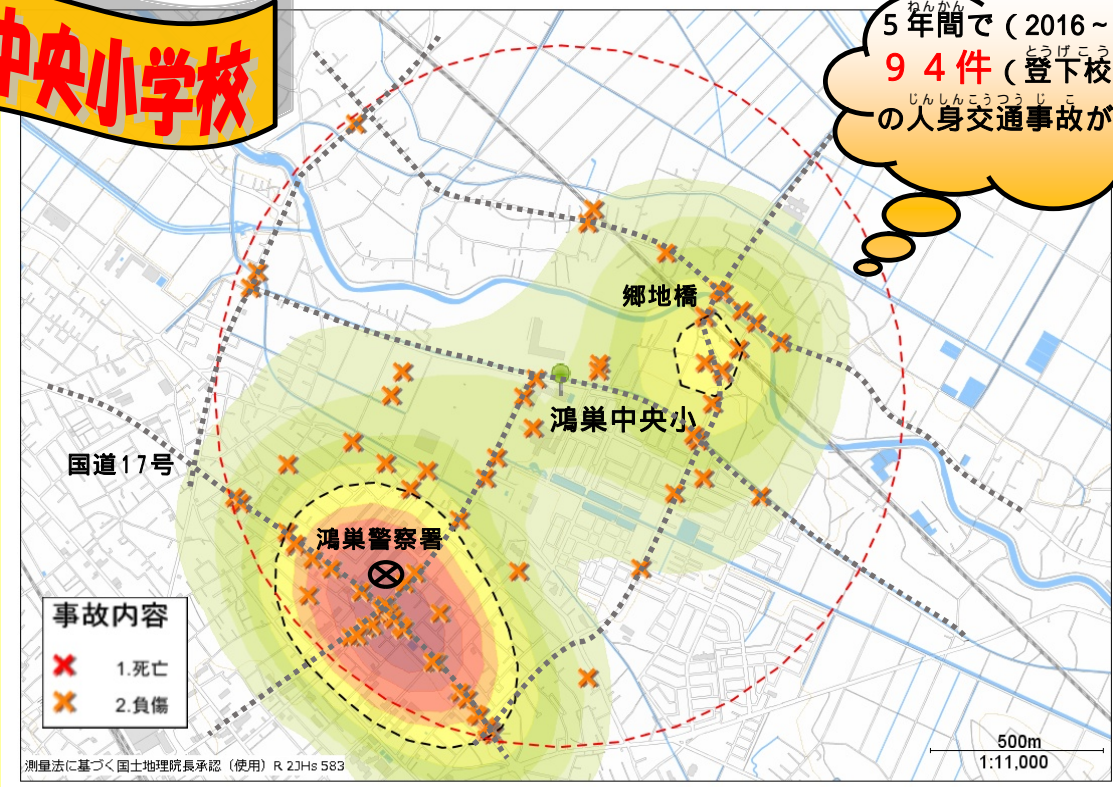 中央小学校
ねんかん
5年間で(2016~
とうげこう
94件(登下校
じんしんこうつうじこ
の人身交通事故が
郷地橋
鴻巣中央小
国道17号
鴻巣警察署
事故内容
1.死亡
2.負傷
500m
1:11,000
測量法に基づく国土地理院長承認(使用)R 2JHs 583